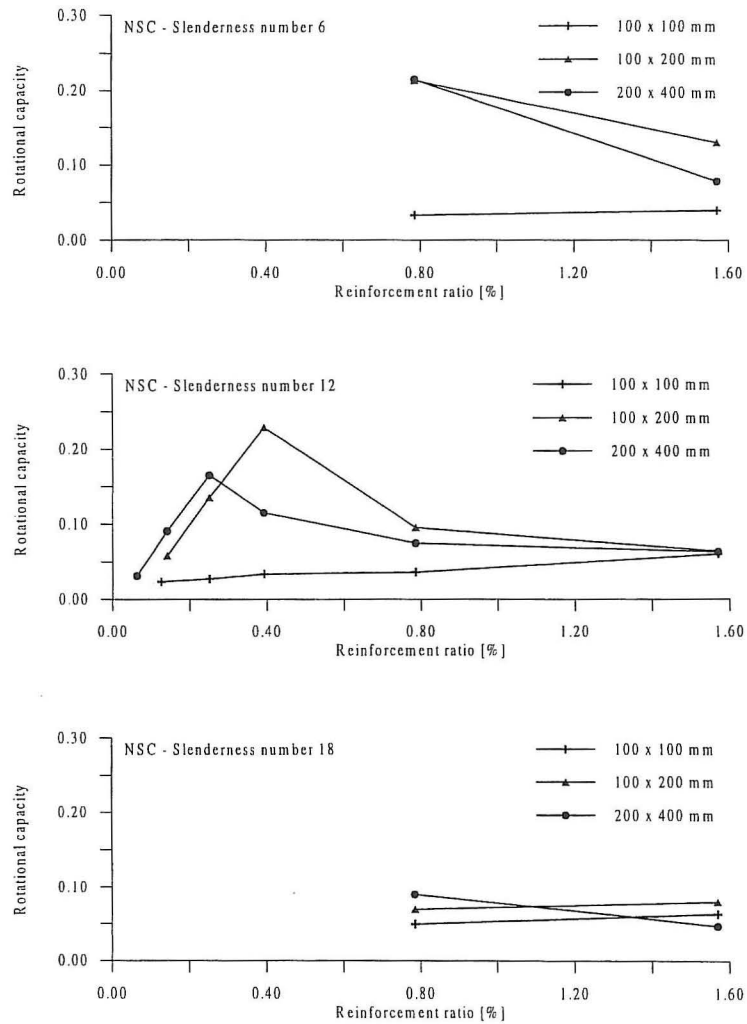 NSC - Slenderness number 6
100 x 100 mm
100 x 200 mm
200 x 400 mm
Rotational capacity
0.30
0.20
0.10
0.00
0.00 0.40 0.80 1.20 1.60
Reinforcement ratio [%]
NSC - Slenderness number 12
100 x 100 mm
100 x 200 mm
200 x 400 mm
Rotational capacity
0.30
0.20
0.10
0.00
0.00 0.40 0.80 1.20 1.60
Reinforcement ratio [%]
NSC - Slenderness number 18
100 x 100 mm
100 x 200 mm
200 x 400 mm
Rotational capacity
0.30
0.20
0.10
0.00
0.00 0.40 0.80 1.20 1.60
Reinforcement ratio [%]